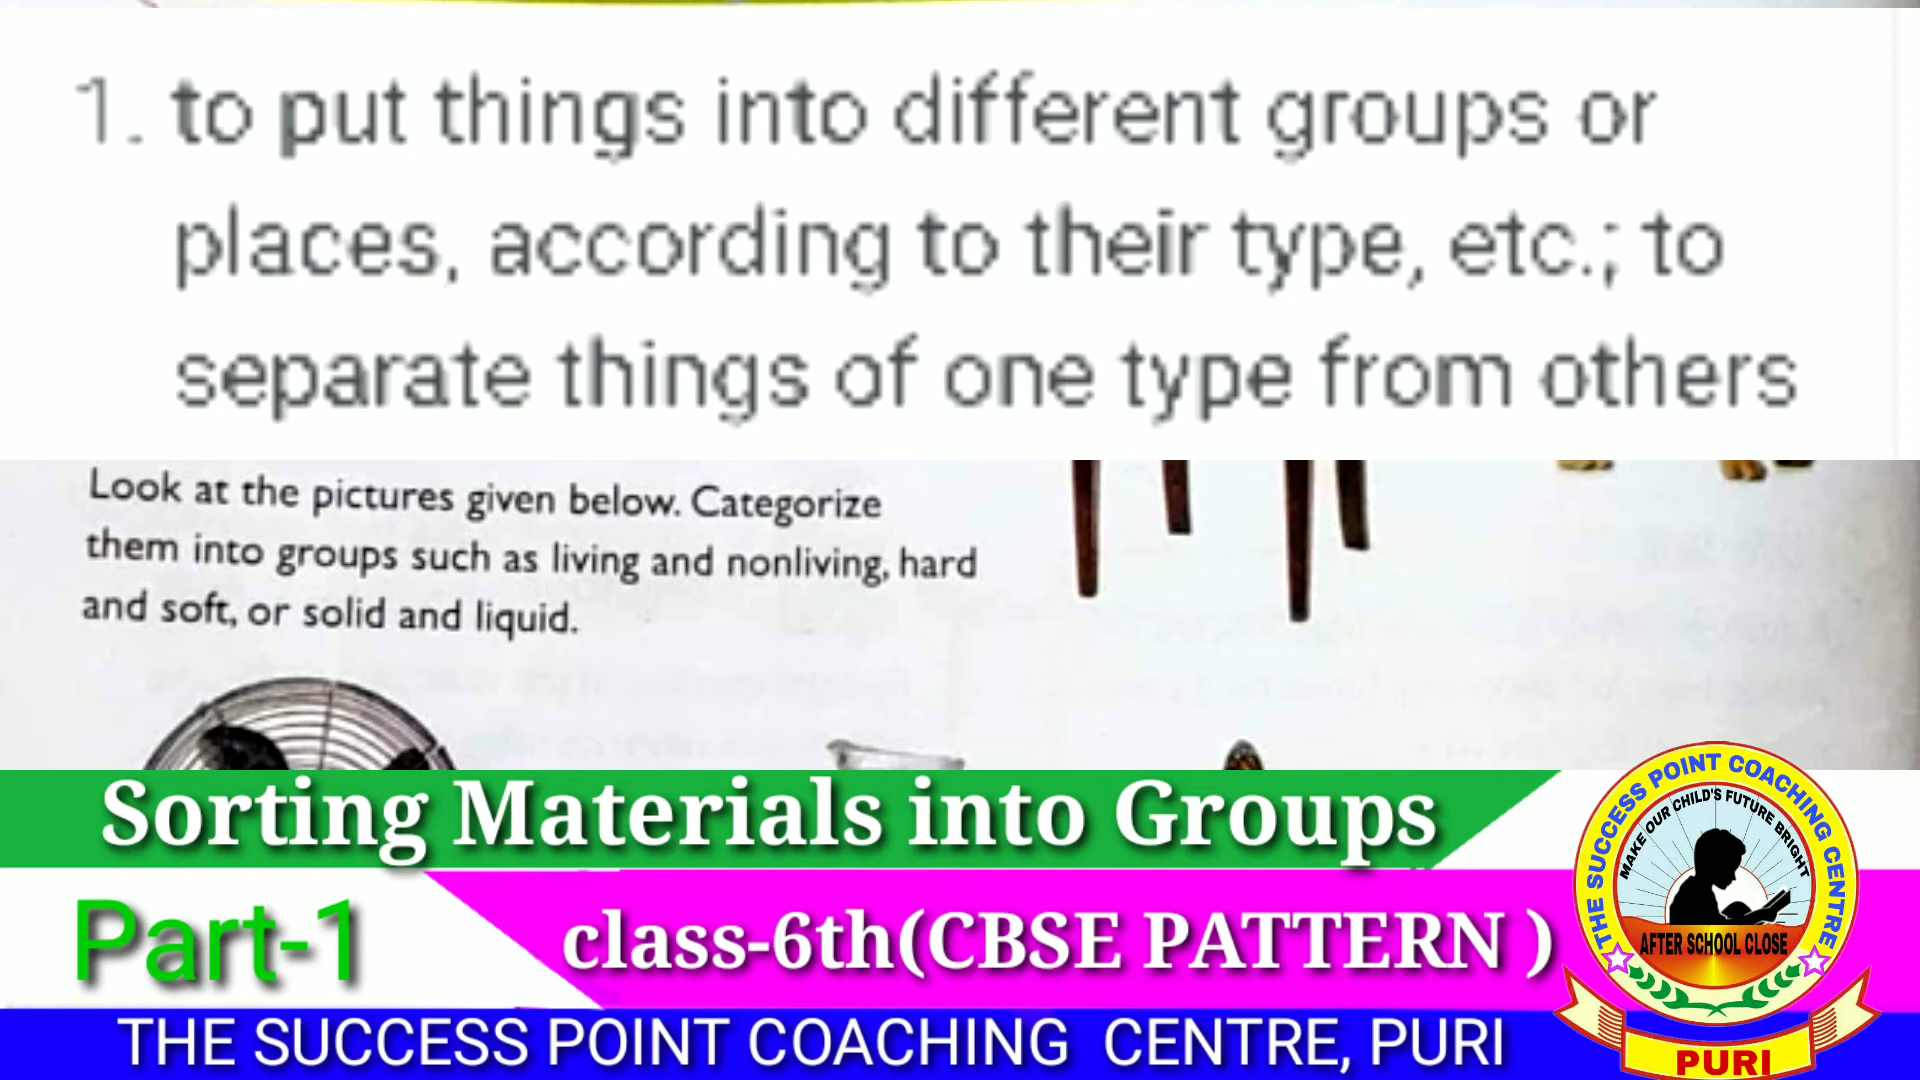 1. to put things into different groups or
places, according to their type, etc.; to
separate things of one type from others
Look at the pictures given below. Categorize
them into groups such as living and nonliving, hard
and soft, or solid and liquid.
Sorting Materials into Groups
Part-1
class-6th(CBSE PATTERN )
THE SUCCESS POINT COACHING CENTRE, PURI
THE SUCCESS POINT COACHING CENTRE
MAKE OUR CHILD'S FUTURE BRIGHT
AFTER SCHOOL CLOSE
PURI